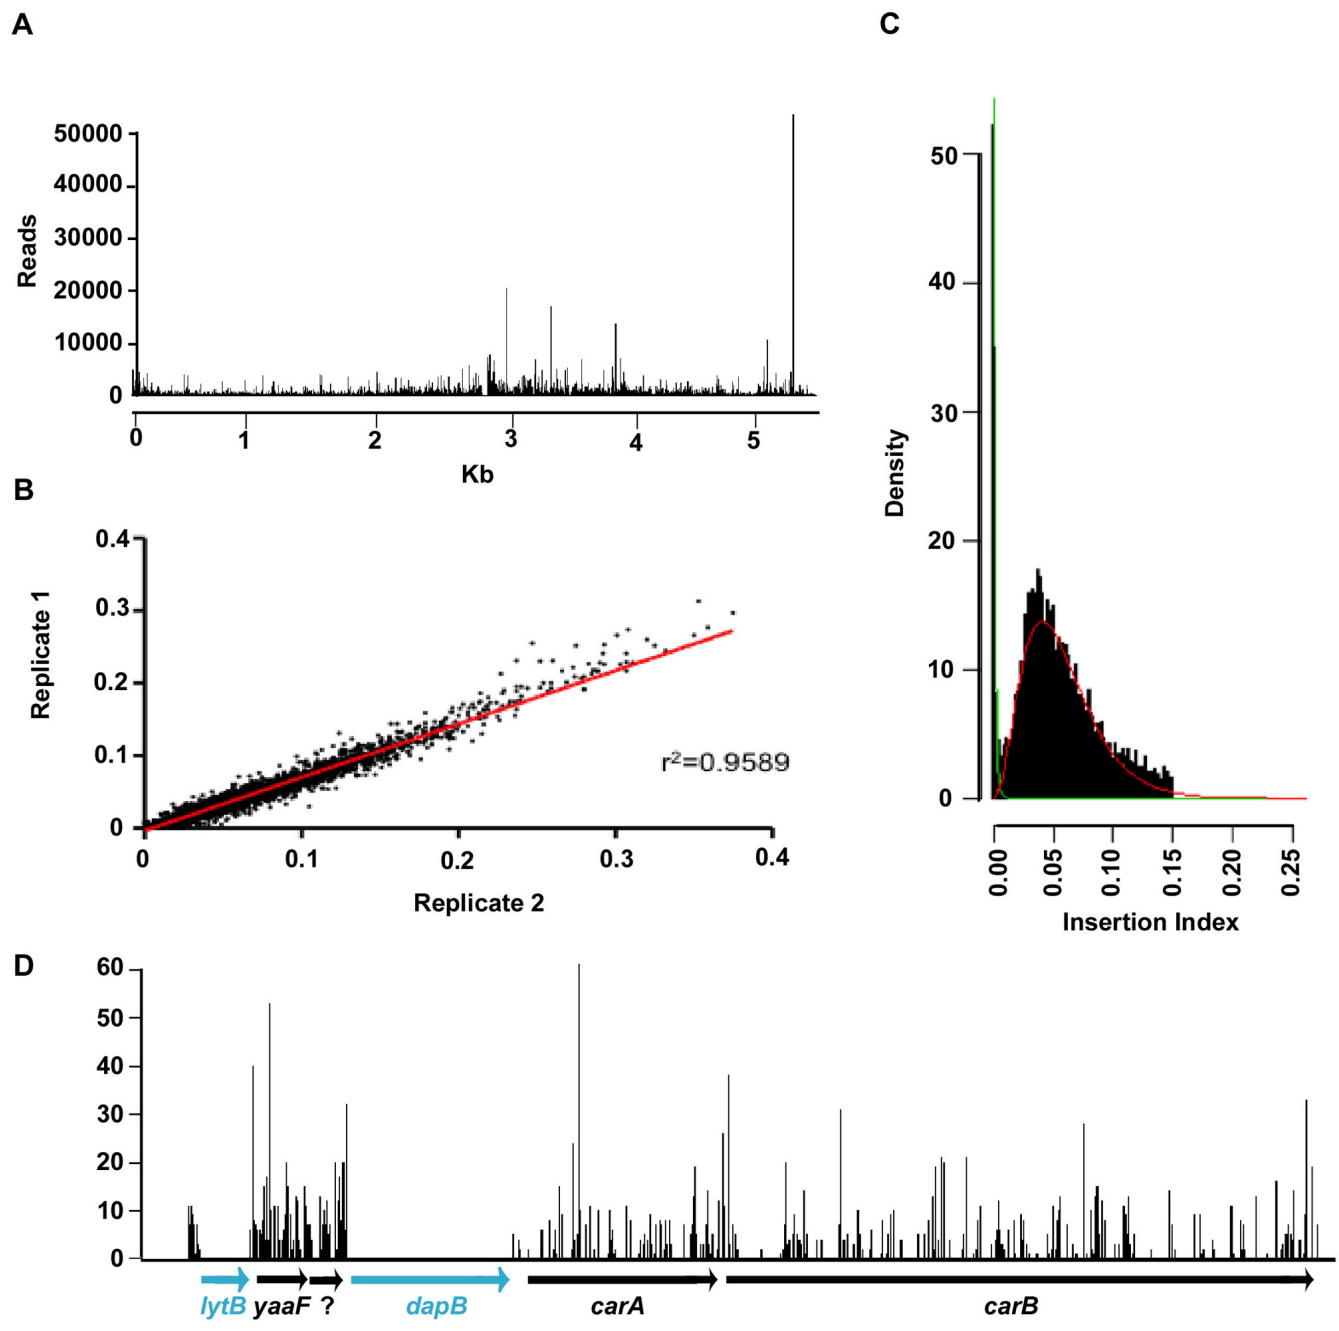 A
C
50000
40000
30000
20000
10000
0
Reads
0 1 2 3 4 5
Kb
B
0.4
0.3
0.2
0.1
0
Replicate 1
r²=0.9589
0 0.1 0.2 0.3 0.4
Replicate 2
50
40
30
20
10
0
Density
0.00 0.05 0.10 0.15 0.20 0.25
Insertion Index
D
60
50
40
30
20
10
0
lytB yaaF ? dapB carA carB